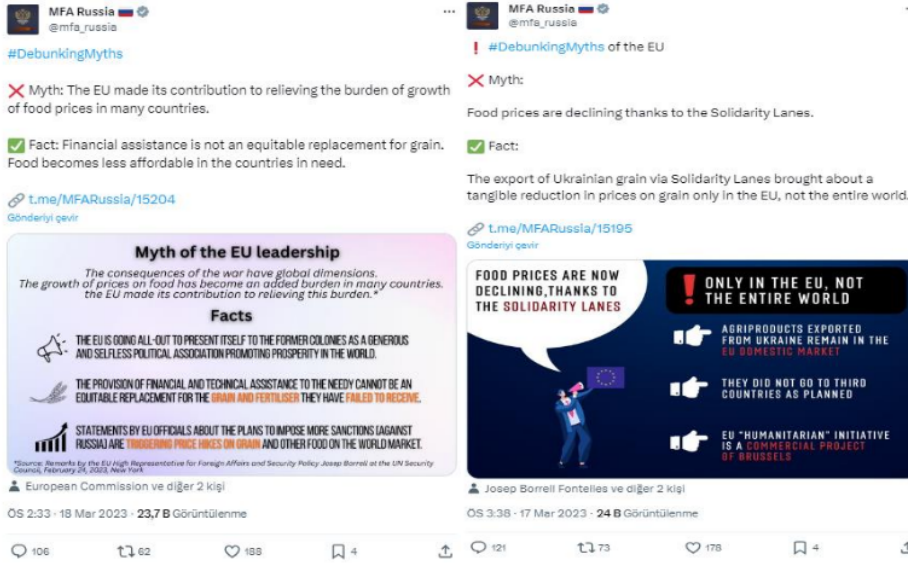 MFA Russia
@mfa_russia
#DebunkingMyths
❌ Myth: The EU made its contribution to relieving the burden of growth
of food prices in many countries.
✅ Fact: Financial assistance is not an equitable replacement for grain.
Food becomes less affordable in the countries in need.
🔗 t.me/MFARussia/15204
Gönderiyi çevir
Myth of the EU leadership
The consequences of the war have global dimensions.
The growth of prices on food has become an added burden in many countries.
the EU made its contribution to relieving this burden.*
Facts
THE EU IS GOING ALL-OUT TO PRESENT ITSELF TO THE FORMER COLONIES AS A GENEROUS
AND SELFLESS POLITICAL ASSOCIATION PROMOTING PROSPERITY IN THE WORLD.
THE PROVISION OF FINANCIAL AND TECHNICAL ASSISTANCE TO THE NEEDY CANNOT BE AN
EQUITABLE REPLACEMENT FOR THE GRAIN AND FERTILISER THEY HAVE FAILED TO RECEIVE.
STATEMENTS BY EU OFFICIALS ABOUT THE PLANS TO IMPOSE MORE SANCTIONS (AGAINST
RUSSIA) ARE TRIGGERING PRICE HIKES ON GRAIN AND OTHER FOOD ON THE WORLD MARKET.
*Source: Remarks by the EU High Representative for Foreign Affairs and Security Policy Josep Borrell at the UN Security
Council, February 24, 2023, New York
European Commission ve diğer 2 kişi
ÖS 2:33 · 18 Mar 2023 · 23,7 B Görüntülenme
106 62 188 4
MFA Russia
@mfa_russia
❗ #DebunkingMyths of the EU
❌ Myth:
Food prices are declining thanks to the Solidarity Lanes.
✅ Fact:
The export of Ukrainian grain via Solidarity Lanes brought about a
tangible reduction in prices on grain only in the EU, not the entire world.
🔗 t.me/MFARussia/15195
Gönderiyi çevir
FOOD PRICES ARE NOW
DECLINING, THANKS TO
THE SOLIDARITY LANES
ONLY IN THE EU, NOT
THE ENTIRE WORLD
AGRIPRODUCTS EXPORTED
FROM UKRAINE REMAIN IN THE
EU DOMESTIC MARKET
THEY DID NOT GO TO THIRD
COUNTRIES AS PLANNED
EU "HUMANITARIAN" INITIATIVE
IS A COMMERCIAL PROJECT
OF BRUSSELS
Josep Borrell Fontelles ve diğer 2 kişi
ÖS 3:38 · 17 Mar 2023 · 24 B Görüntülenme
121 73 178 4